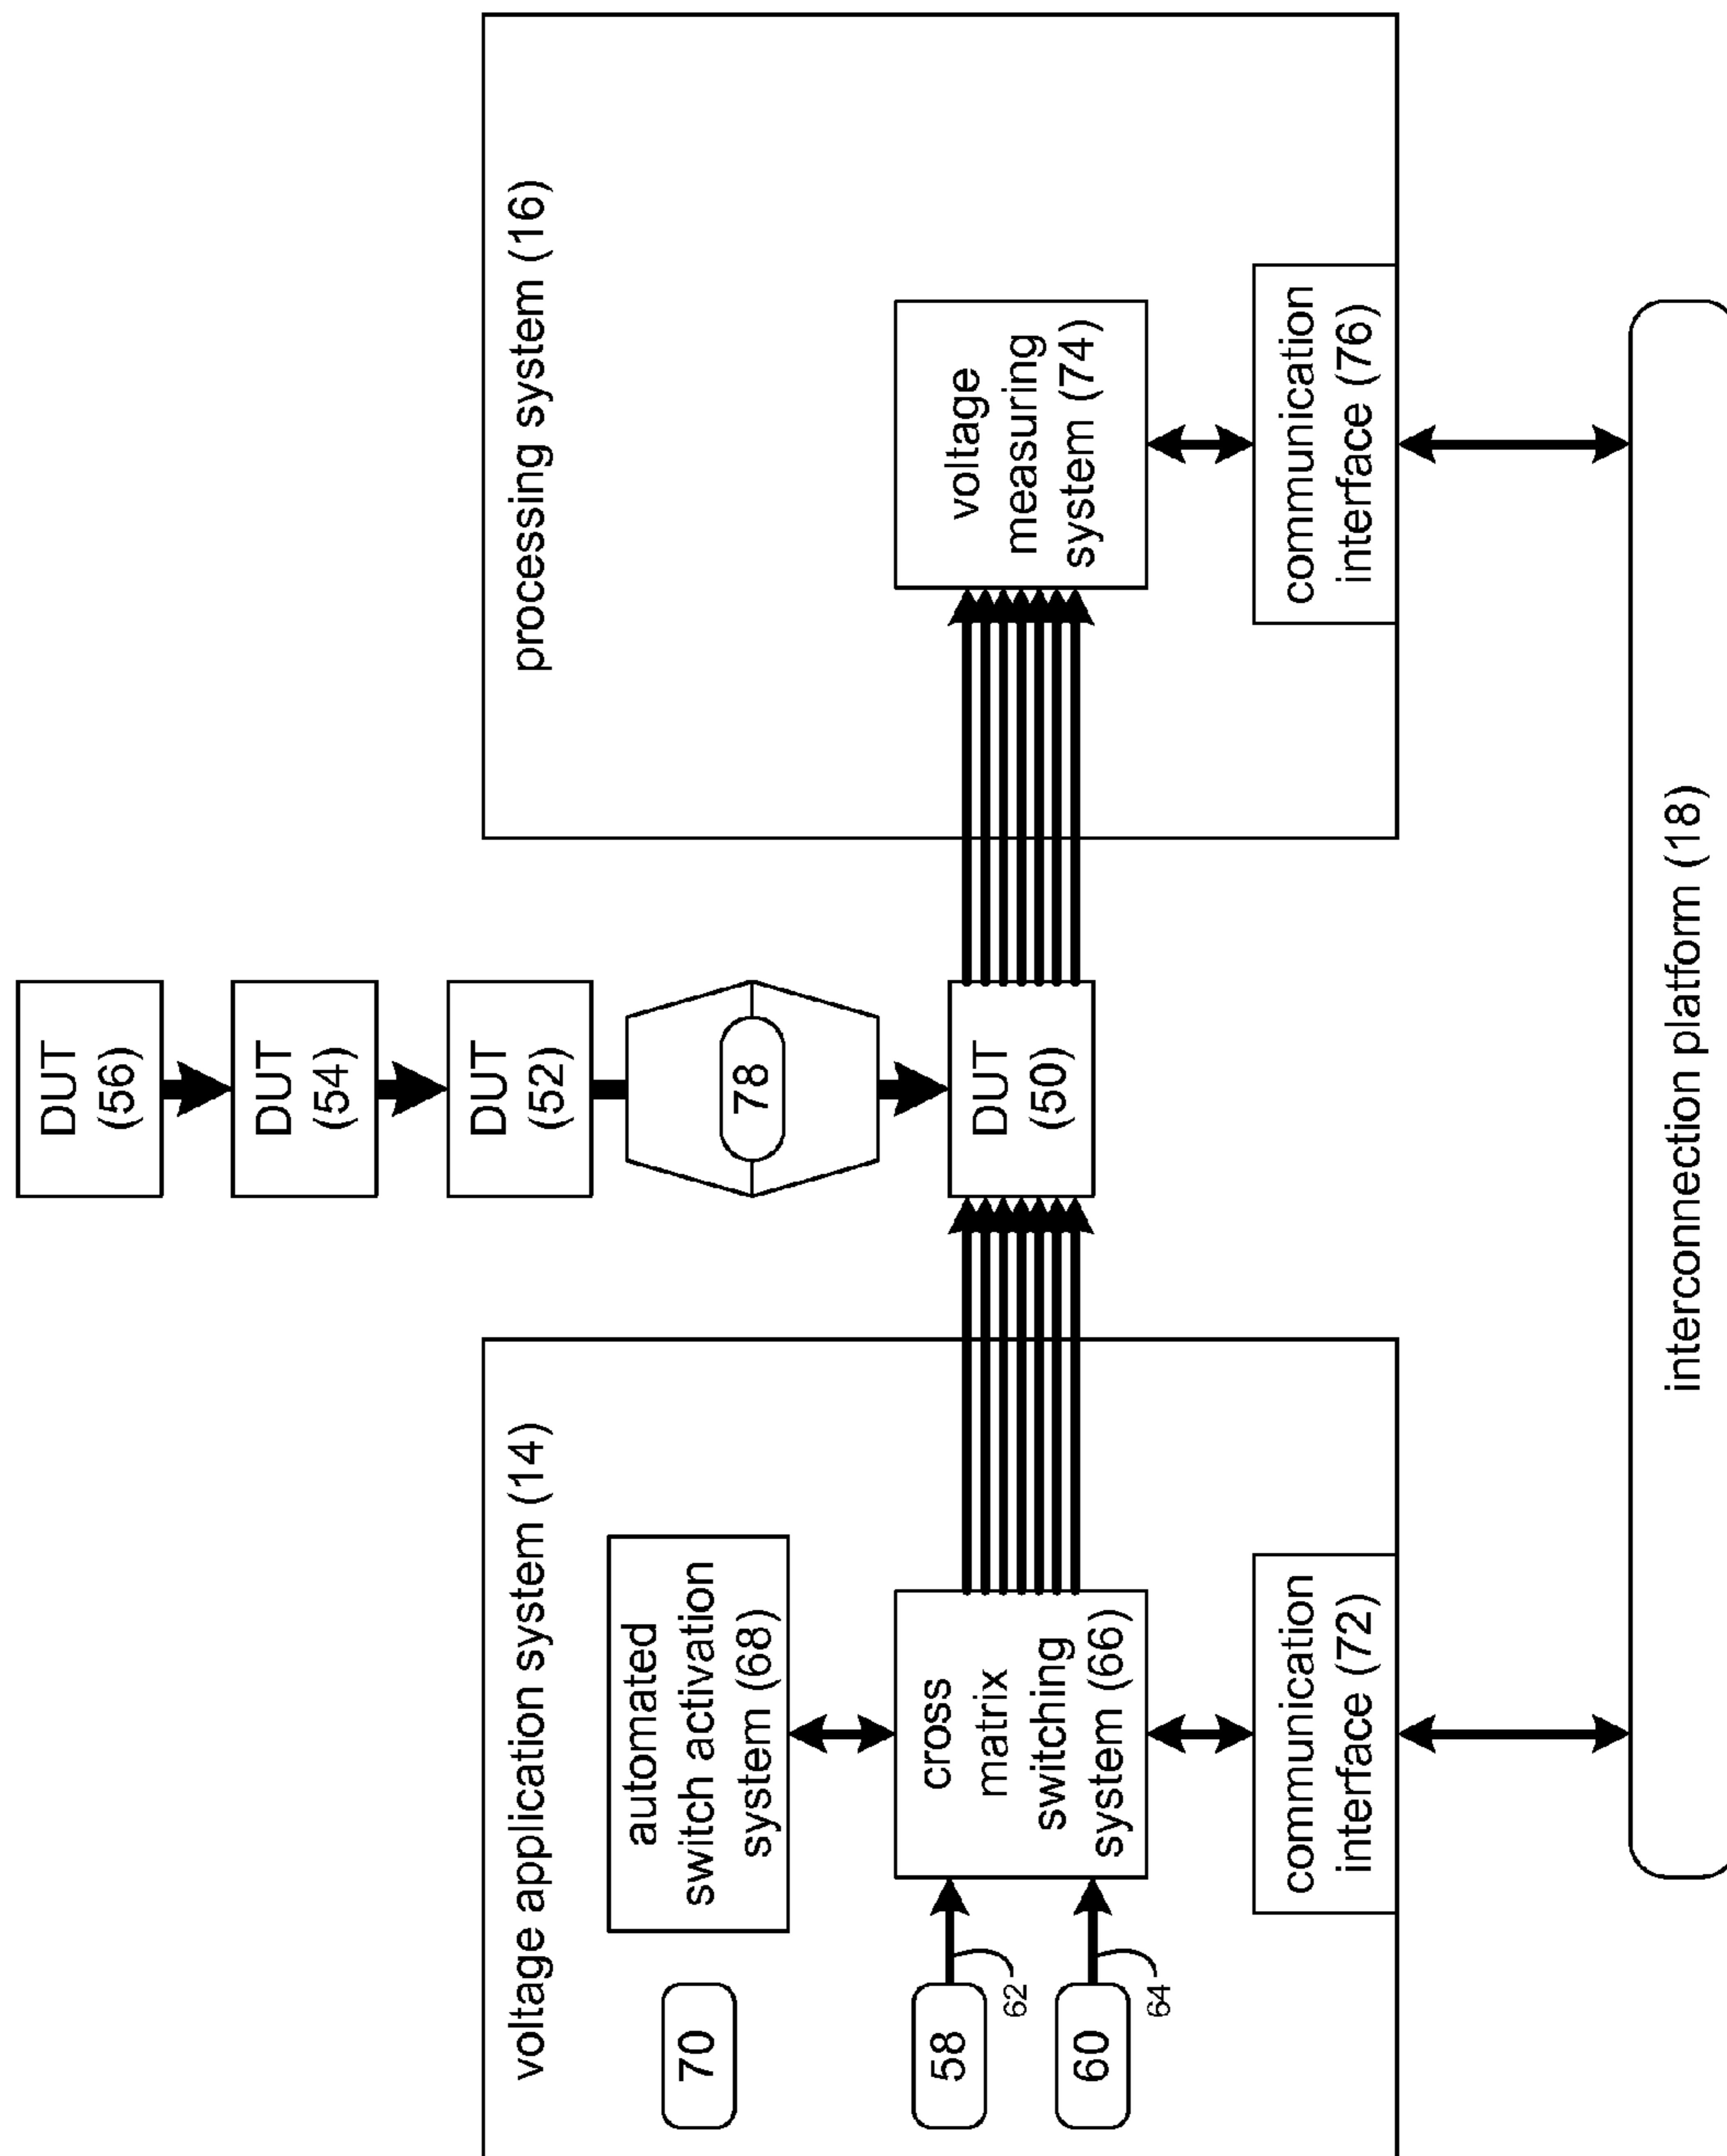 DUT
(56)
DUT
(54)
DUT
(52)
78
voltage application system (14)
processing system (16)
70
automated
switch activation
system (68)
58
62
60
64
cross
matrix
switching
system (66)
DUT
(50)
voltage
measuring
system (74)
communication
interface (72)
communication
interface (76)
interconnection platform (18)